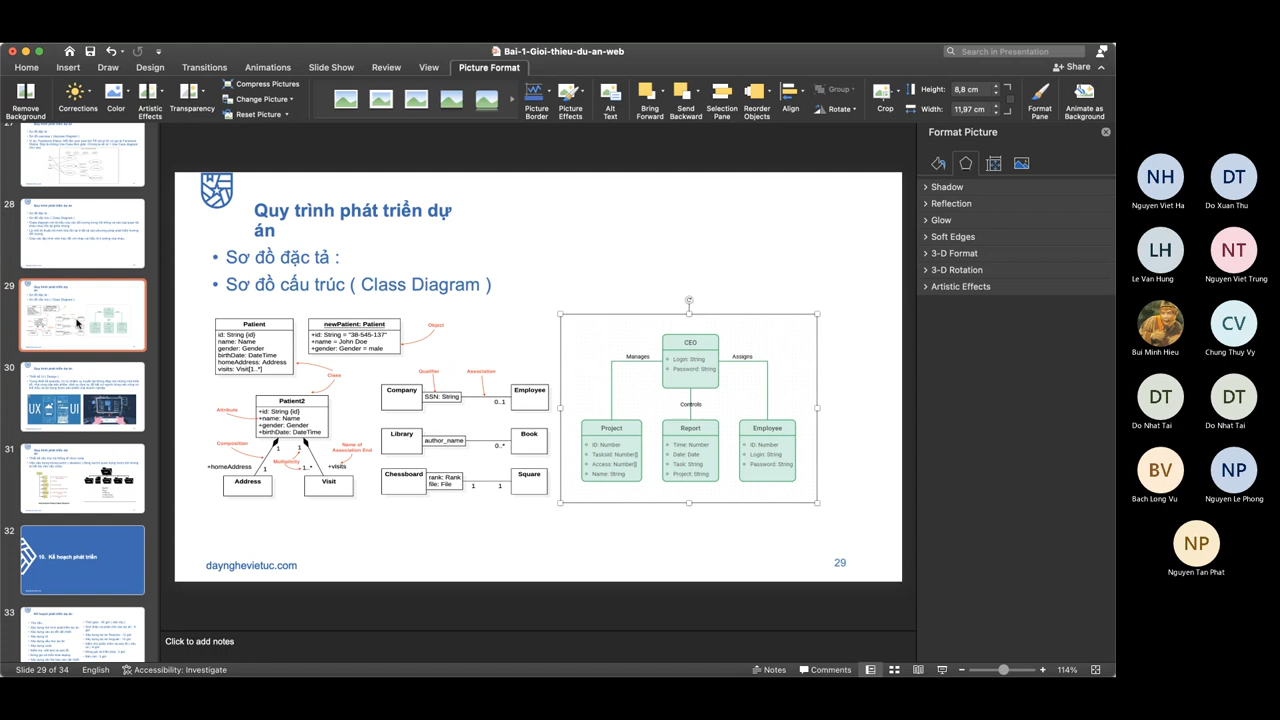 Bai-1-Gioi-thieu-du-an-web
Search in Presentation
Home Insert Draw Design Transitions Animations Slide Show Review View Picture Format
Share
Remove Background
Corrections
Color
Artistic Effects
Transparency
Compress Pictures
Change Picture
Reset Picture
Picture Border
Picture Effects
Alt Text
Bring Forward
Send Backward
Selection Pane
Reorder Objects
Align
Group
Rotate
Crop
Height: 8,8 cm
Width: 11,97 cm
Format Pane
Animate as Background
Format Picture
Shadow
Reflection
Glow
Soft Edges
3-D Format
3-D Rotation
Artistic Effects
28
29
30
31
32
10. Kế hoạch phát triển
33
Quy trình phát triển dự
án
• Sơ đồ đặc tả :
• Sơ đồ cấu trúc ( Class Diagram )
Patient
id: String {id}
name: Name
gender: Gender
birthDate: DateTime
homeAddress: Address
visits: Visit[1..*]
newPatient: Patient
+id: String = "38-545-137"
+name = John Doe
+gender: Gender = male
Object
Class
Attribute
Patient2
+id: String {id}
+name: Name
+gender: Gender
+birthDate: DateTime
Composition
Multiplicity
Name of
Association End
+homeAddress
1
1
1
1..*
+visits
Address
Visit
Qualifier
Association
Company
SSN: String
0..1
Employee
Library
author_name
0..*
Book
Chessboard
rank: Rank
file: File
1
1
Square
CEO
Login: String
Password: String
Manages
Assigns
Controls
Project
ID: Number
TasksId: Number[]
Access: Number[]
Name: String
Report
Time: Number
Date: Date
Task: String
Project: String
Employee
ID: Number
Login: String
Password: String
daynghevietuc.com
29
Click to add notes
Slide 29 of 34
English
Accessibility: Investigate
Notes
Comments
114%
NH
Nguyen Viet Ha
DT
Do Xuan Thu
LH
Le Van Hung
NT
Nguyen Viet Trung
Bui Minh Hieu
CV
Chung Thuy Vy
DT
Do Nhat Tai
DT
Do Nhat Tai
BV
Bach Long Vu
NP
Nguyen Le Phong
NP
Nguyen Tan Phat